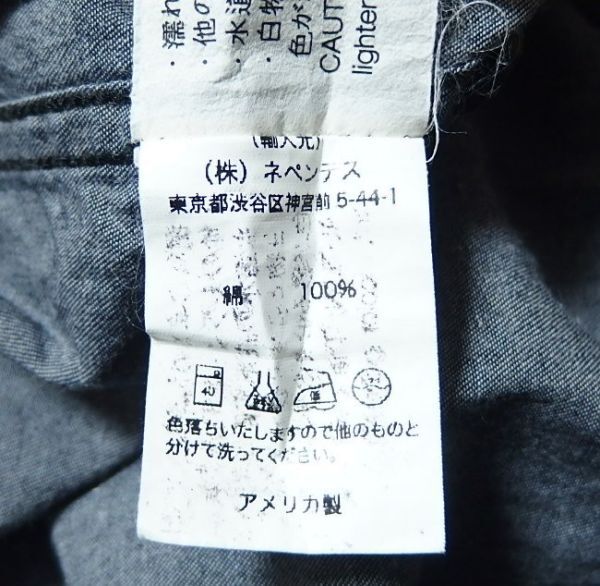 ・濡れ
・他の
・水道
・白物
色が
CAUT
lighter
(輸入元)
(株) ネペンテス
東京都渋谷区神宮前 5-44-1
綿 100%
色落ちいたしますので他のものと
分けて洗ってください。
アメリカ製